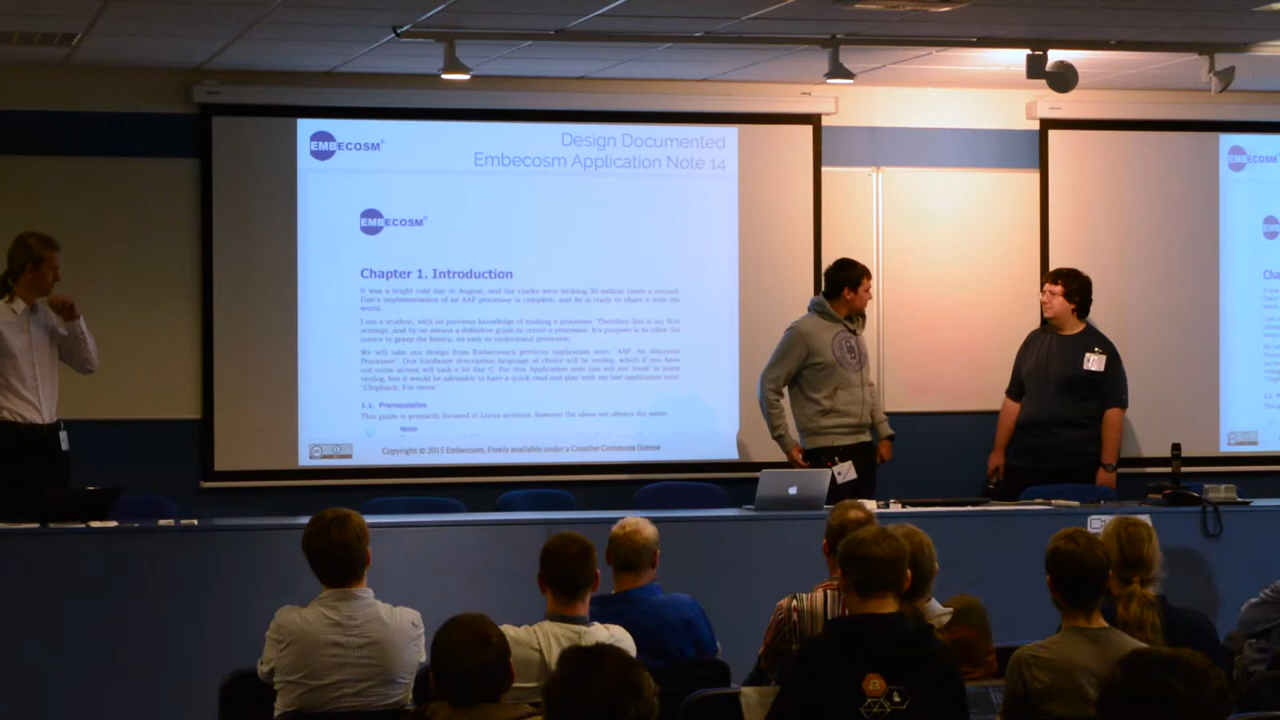 EMBECOSM®
Design Documented
Embecosm Application Note 14
EMBECOSM®
Chapter 1. Introduction
It was a bright cold day in August, and the clocks were striking 50 million times a second.
Dan's implementation of an AAP processor is complete, and he is ready to share it with the
world.
I am a student, with no previous knowledge of making a processor. Therefore this is my first
attempt ,and by no means a definitive guide,to create a processor. It's purpose is to allow the
novice to grasp the basics, an easy to understand processor.
We will take our design from Embecosm's previous application note: "AAP: An Altruistic
Processor". Our hardware description language of choice will be verilog, which if you have
not come across will look a lot like C. For this Application note you will not 'need' to know
verilog, but it would be advisable to have a quick read and play with my last application note:
"Chiphack: For teens"
1.1. Prerequisites
This guide is primarily focused at Linux systems, however the ideas are always the same.
Note
Copyright © 2015 Embecosm. Freely available under a Creative Commons license
EMBECOSM®
EMB
Cha